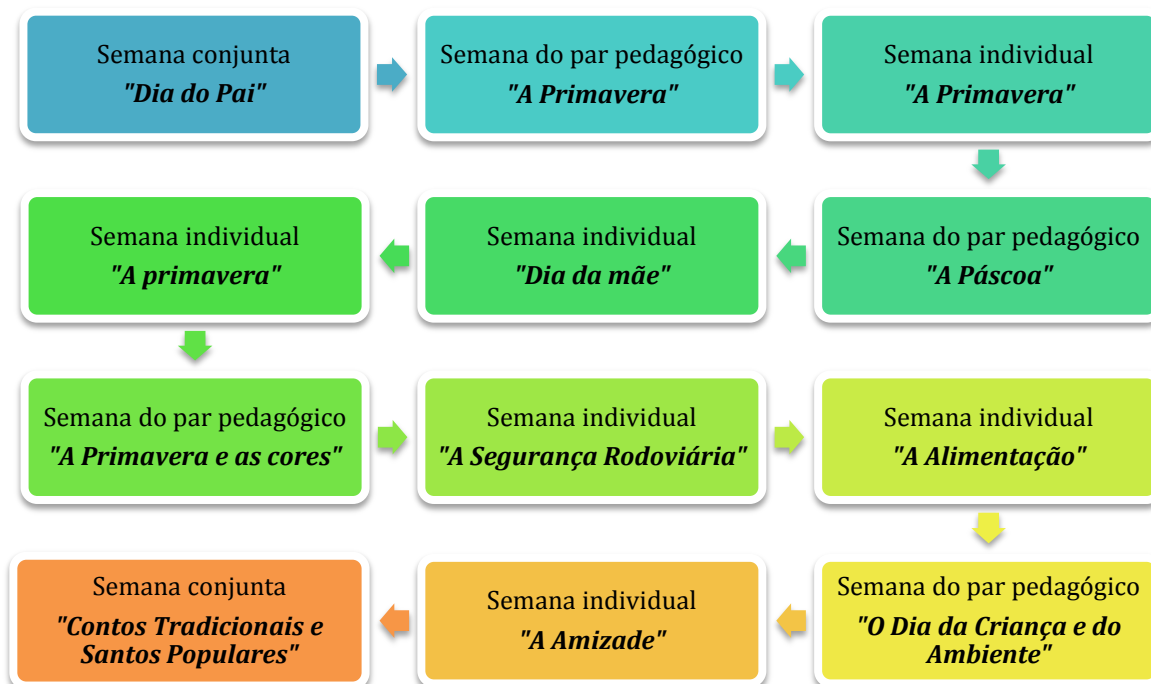 Semana conjunta
"Dia do Pai"
Semana do par pedagógico
"A Primavera"
Semana individual
"A Primavera"
Semana do par pedagógico
"A Páscoa"
Semana individual
"Dia da mãe"
Semana individual
"A primavera"
Semana do par pedagógico
"A Primavera e as cores"
Semana individual
"A Segurança Rodoviária"
Semana individual
"A Alimentação"
Semana do par pedagógico
"O Dia da Criança e do
Ambiente"
Semana individual
"A Amizade"
Semana conjunta
"Contos Tradicionais e
Santos Populares"